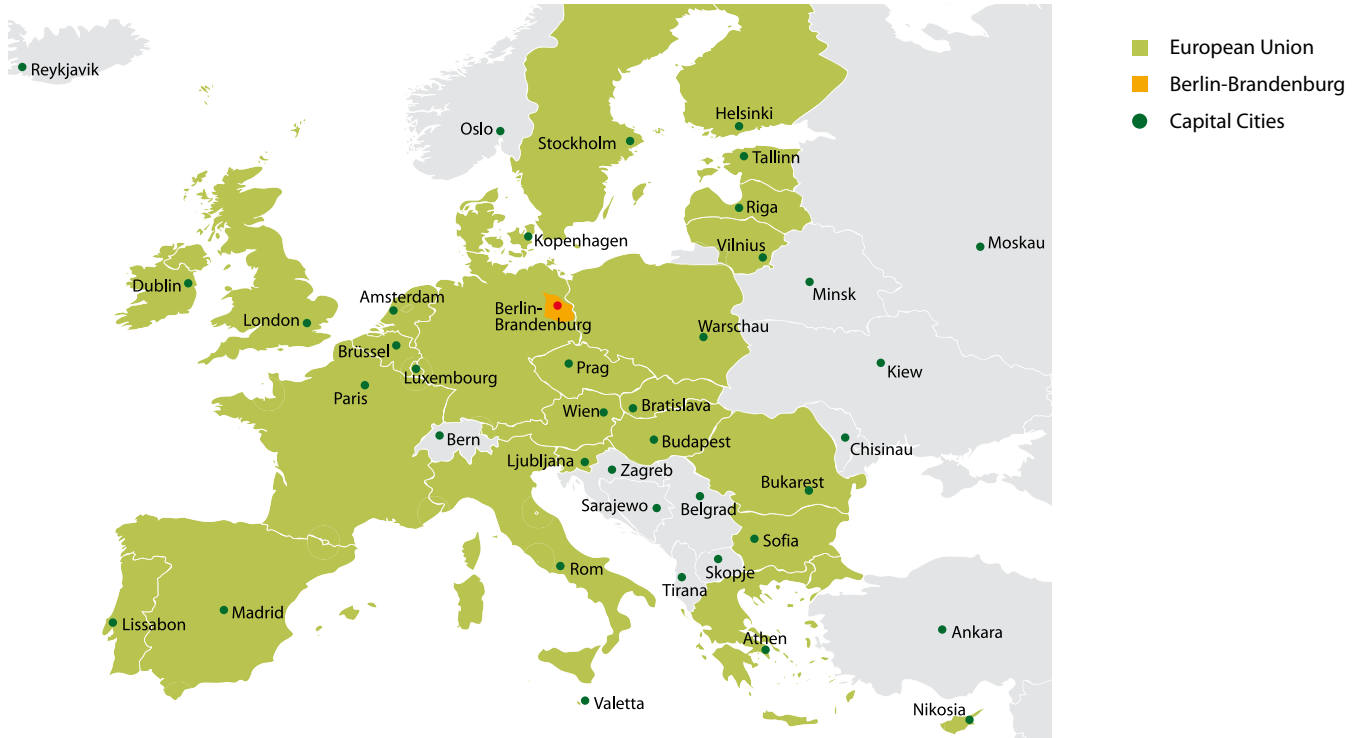 Reykjavik
Oslo
Stockholm
Helsinki
Tallinn
Riga
Vilnius
Kopenhagen
Moskau
Minsk
Dublin
London
Amsterdam
Berlin-
Brandenburg
Warschau
Brüssel
Luxembourg
Paris
Prag
Kiew
Wien
Bratislava
Bern
Budapest
Chisinau
Ljubljana
Zagreb
Bukarest
Sarajewo
Belgrad
Sofia
Rom
Skopje
Tirana
Madrid
Lissabon
Athen
Ankara
Valetta
Nikosia
European Union
Berlin-Brandenburg
Capital Cities